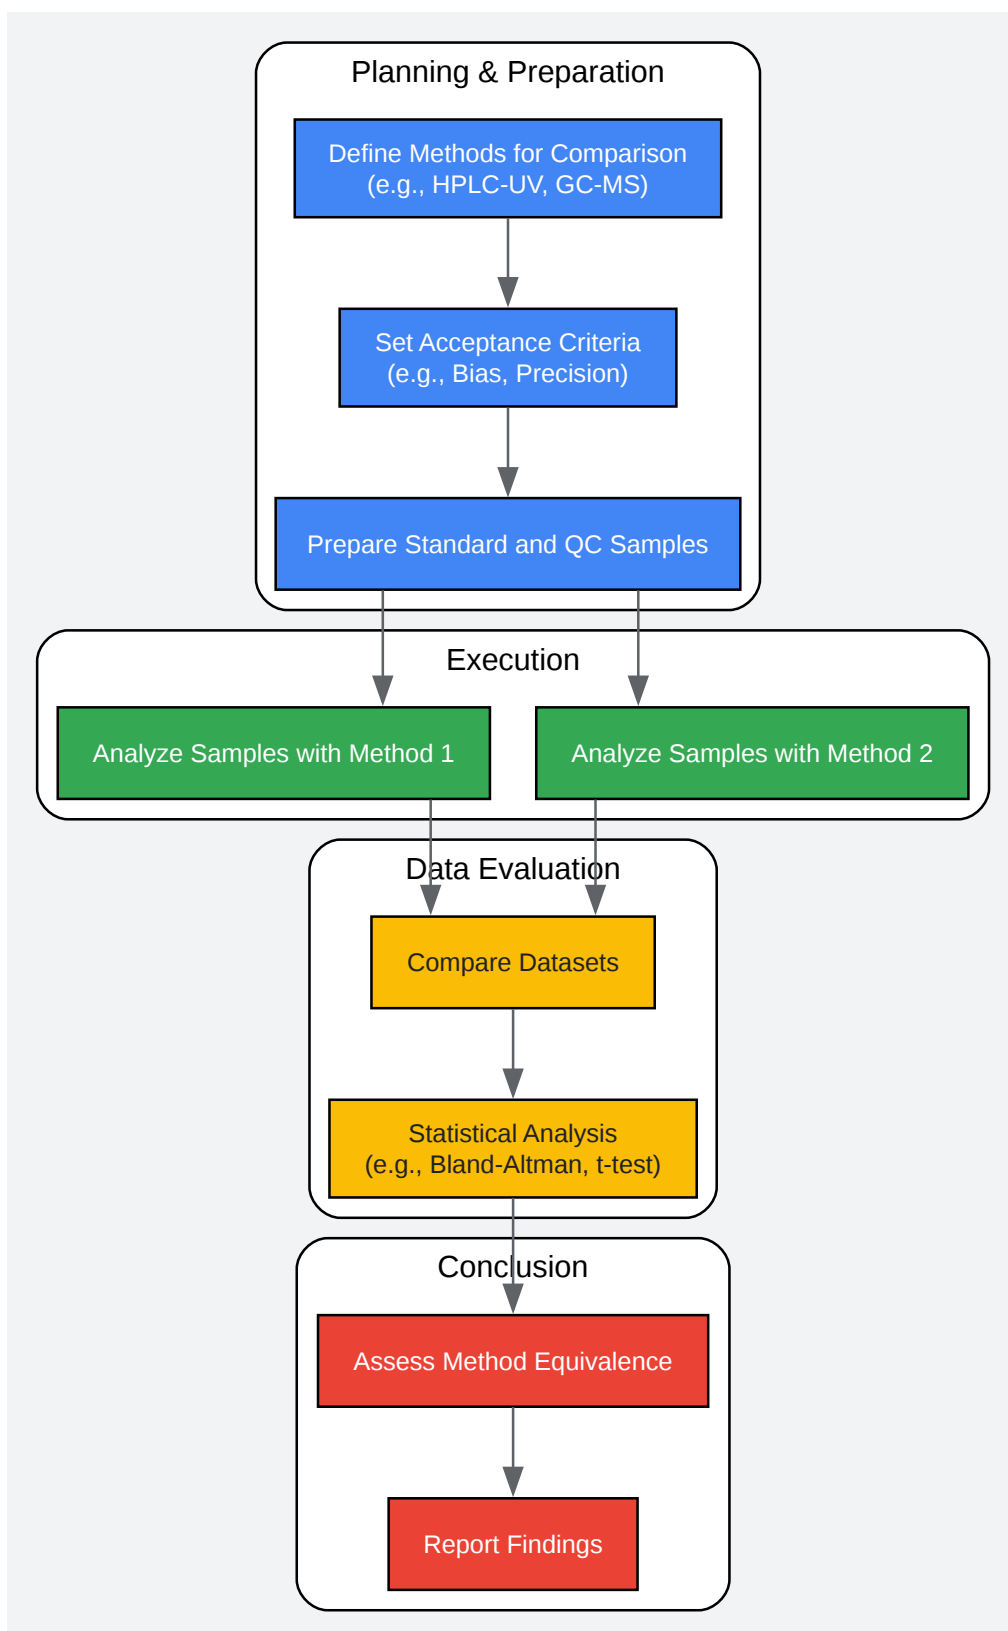 Planning & Preparation
Define Methods for Comparison
(e.g., HPLC-UV, GC-MS)
Set Acceptance Criteria
(e.g., Bias, Precision)
Prepare Standard and QC Samples
Execution
Analyze Samples with Method 1
Analyze Samples with Method 2
Data Evaluation
Compare Datasets
Statistical Analysis
(e.g., Bland-Altman, t-test)
Conclusion
Assess Method Equivalence
Report Findings